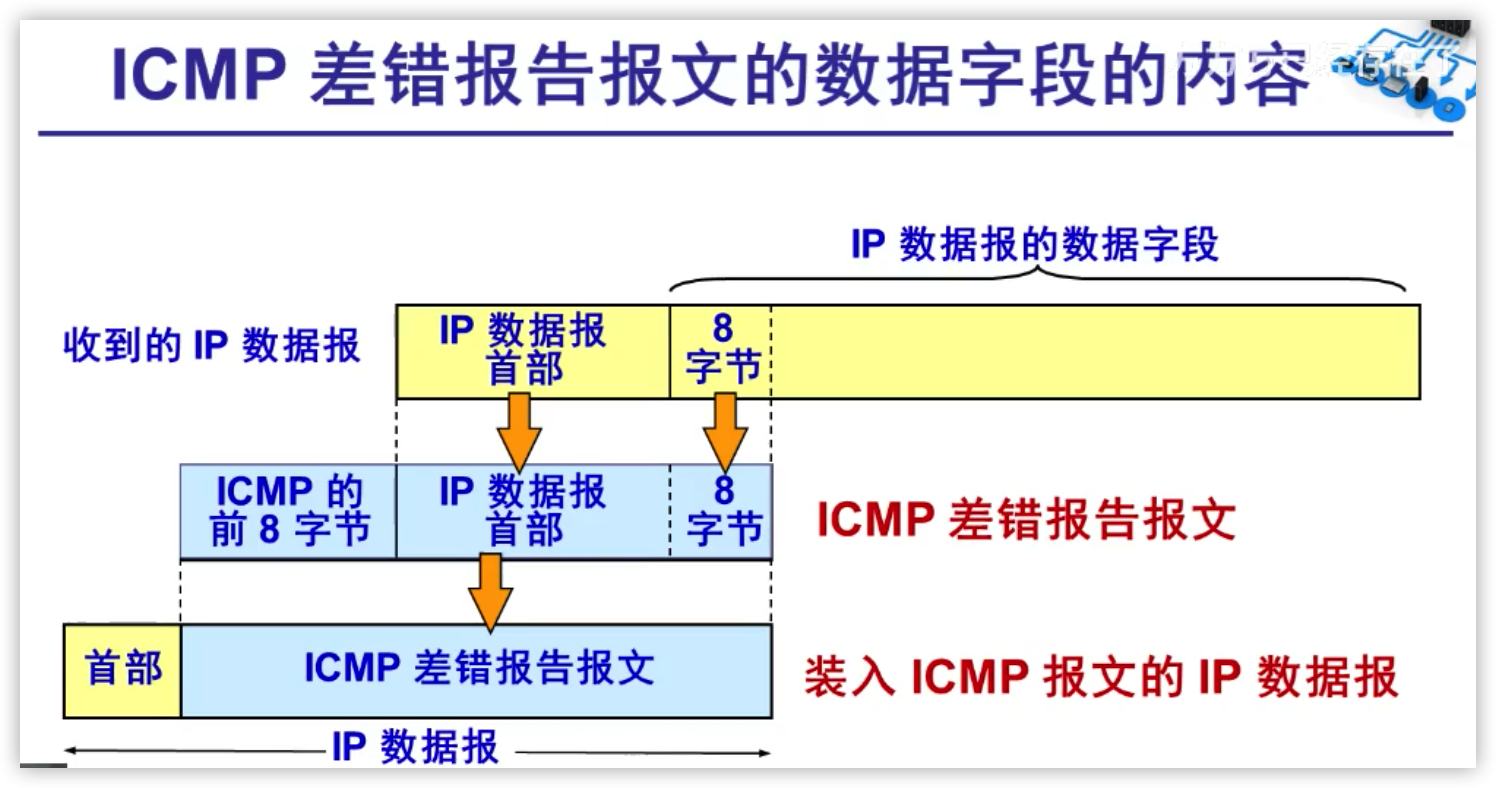 ICMP 差错报告报文的数据字段的内容
IP 数据报的数据字段
收到的 IP 数据报
IP 数据报
首部
8
字节
ICMP 的
前 8 字节
IP 数据报
首部
8
字节
ICMP 差错报告报文
首部
ICMP 差错报告报文
装入 ICMP 报文的 IP 数据报
IP 数据报